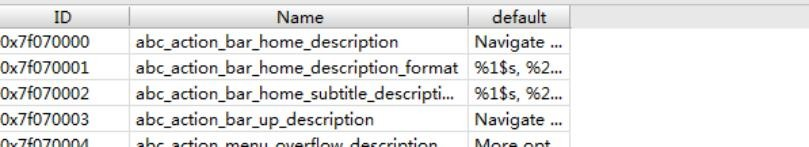 ID Name default
0x7f070000 abc_action_bar_home_description Navigate ...
0x7f070001 abc_action_bar_home_description_format %1$s, %2...
0x7f070002 abc_action_bar_home_subtitle_descripti... %1$s, %2...
0x7f070003 abc_action_bar_up_description Navigate ...
0x7f070004 abc_action_menu_overflow_description More opt...